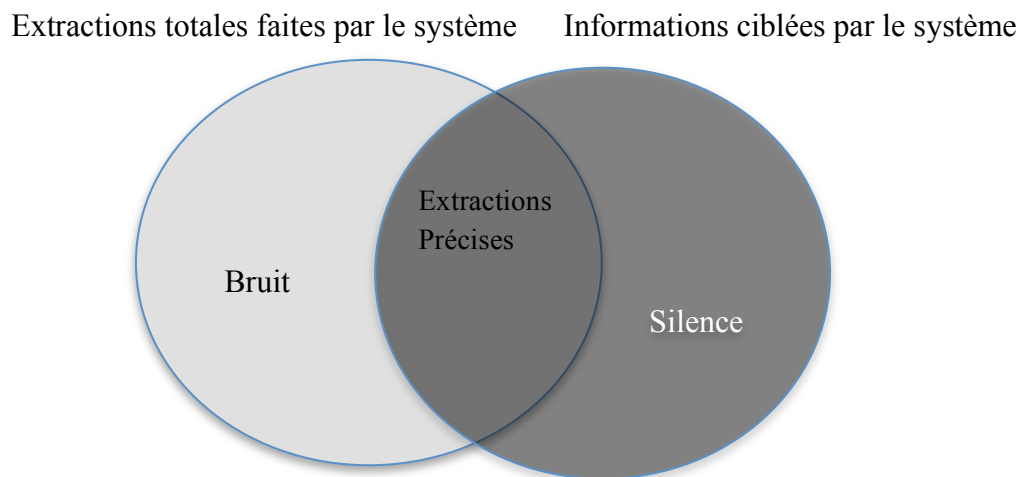 Extractions totales faites par le système
Informations ciblées par le système
Extractions
Précises
Bruit
Silence